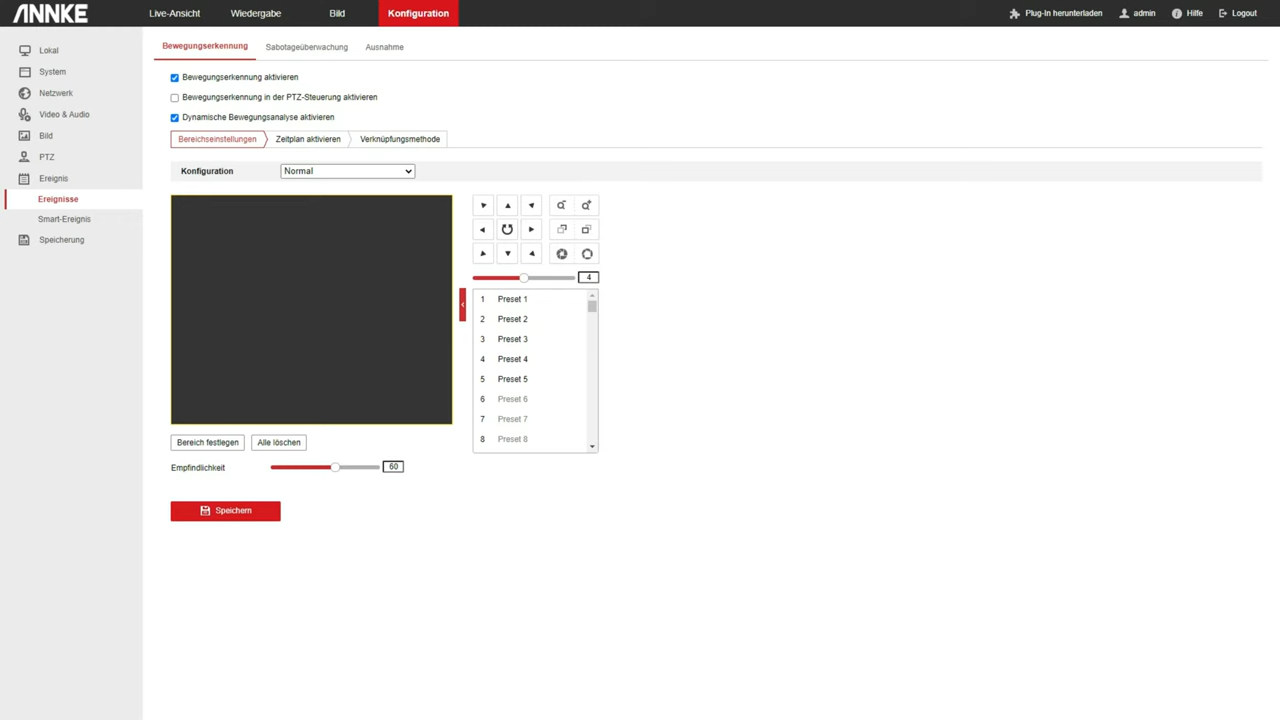 ANNKE Live-Ansicht Wiedergabe Bild Konfiguration Plug-In herunterladen admin Hilfe Logout
Lokal
System
Netzwerk
Video & Audio
Bild
PTZ
Ereignis
Ereignisse
Smart-Ereignis
Speicherung
Bewegungserkennung Sabotageüberwachung Ausnahme
Bewegungserkennung aktivieren
Bewegungserkennung in der PTZ-Steuerung aktivieren
Dynamische Bewegungsanalyse aktivieren
Bereichseinstellungen Zeitplan aktivieren Verknüpfungsmethode
Konfiguration Normal
4
1 Preset 1
2 Preset 2
3 Preset 3
4 Preset 4
5 Preset 5
6 Preset 6
7 Preset 7
8 Preset 8
Bereich festlegen Alle löschen
Empfindlichkeit 60
Speichern